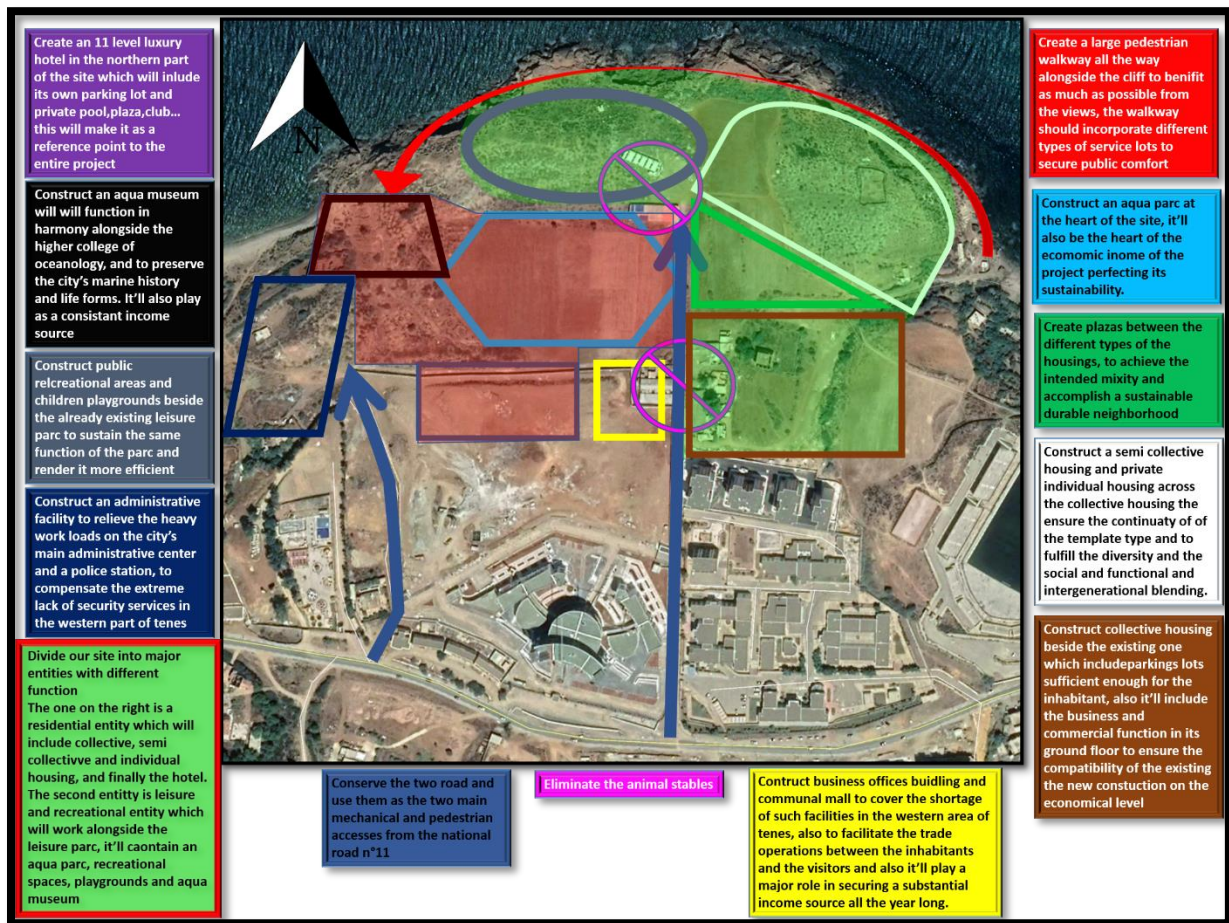 Create an 11 level luxury
hotel in the northern part
of the site which will inlude
its own parking lot and
private pool,plaza,club...
this will make it as a
reference point to the
entire project
Construct an aqua museum
will will function in
harmony alongside the
higher college of
oceanology, and to preserve
the city's marine history
and life forms. It'll also play
as a consistant income
source
Construct public
relcreational areas and
children playgrounds beside
the already existing leisure
parc to sustain the same
function of the parc and
render it more efficient
Construct an administrative
facility to relieve the heavy
work loads on the city's
main administrative center
and a police station, to
compensate the extreme
lack of security services in
the western part of tenes
Divide our site into major
entities with different
function
The one on the right is a
residential entity which will
include collective, semi
collectivve and individual
housing, and finally the hotel.
The second entitty is leisure
and recreational entity which
will work alongside the
leisure parc, it'll caontain an
aqua parc, recreational
spaces, playgrounds and aqua
museum
N
Conserve the two road and
use them as the two main
mechanical and pedestrian
accesses from the national
road n°11
Eliminate the animal stables
Contruct business offices buidling and
communal mall to cover the shortage
of such facilities in the western area of
tenes, also to facilitate the trade
operations between the inhabitants
and the visitors and also it'll play a
major role in securing a substantial
income source all the year long.
Create a large pedestrian
walkway all the way
alongside the cliff to benifit
as much as possible from
the views, the walkway
should incorporate different
types of service lots to
secure public comfort
Construct an aqua parc at
the heart of the site, it'll
also be the heart of the
ecomomic inome of the
project perfecting its
sustainability.
Create plazas between the
different types of the
housings, to achieve the
intended mixity and
accomplish a sustainable
durable neighborhood
Construct a semi collective
housing and private
individual housing across
the collective housing the
ensure the continuaty of of
the template type and to
fulfill the diversity and the
social and functional and
intergenerational blending.
Construct collective housing
beside the existing one
which includeparkings lots
sufficient enough for the
inhabitant, also it'll include
the business and
commercial function in its
ground floor to ensure the
compatibility of the existing
the new constuction on the
economical level